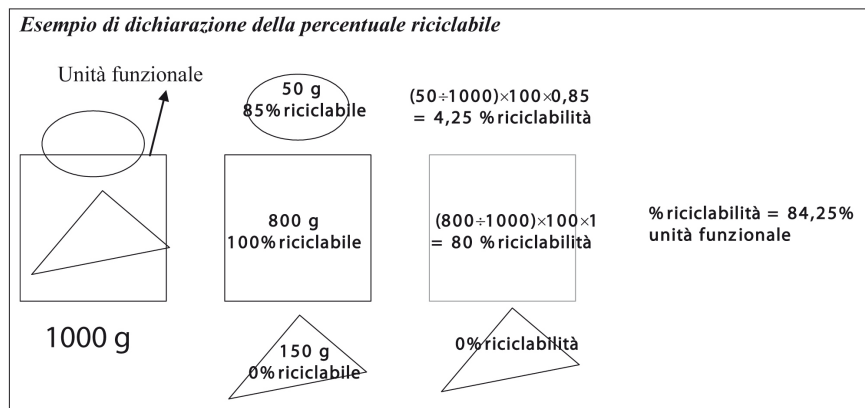 Esempio di dichiarazione della percentuale riciclabile
Unità funzionale
1000 g
50 g
85% riciclabile
800 g
100% riciclabile
150 g
0% riciclabile
(50÷1000)×100×0,85
= 4,25 % riciclabilità
(800÷1000)×100×1
= 80 % riciclabilità
0% riciclabilità
% riciclabilità = 84,25%
unità funzionale